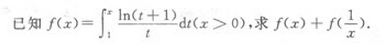 已知 f(x)=∫₁ˣ ln(t+1)/t dt(x>0),求 f(x)+f(1/x).